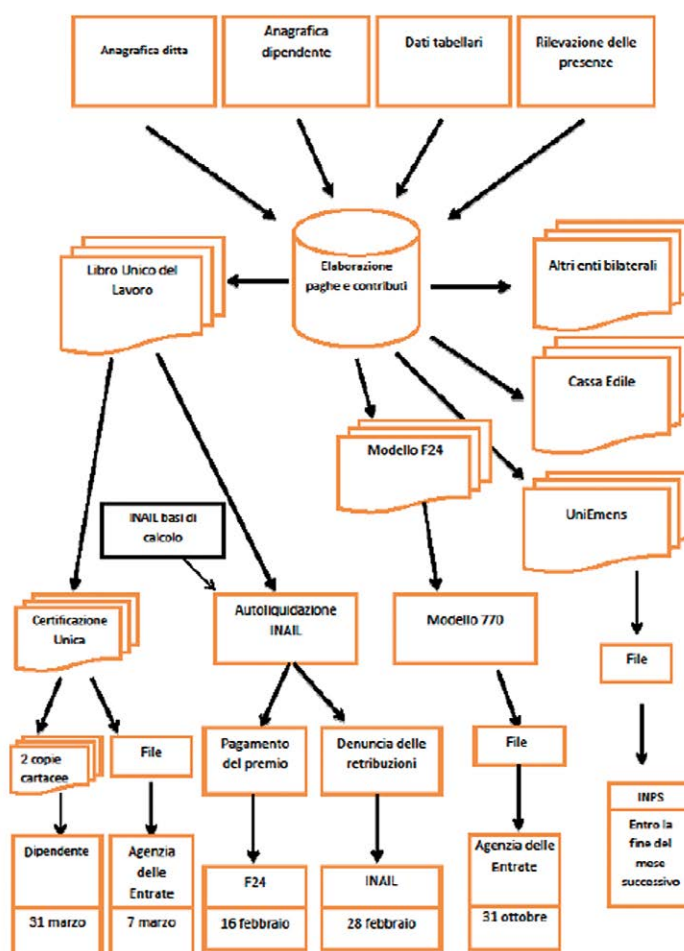 Anagrafica ditta
Anagrafica
dipendente
Dati tabellari
Rilevazione delle
presenze
Libro Unico del
Lavoro
Elaborazione
paghe e contributi
Altri enti bilaterali
Cassa Edile
Modello F24
UniEmens
INAIL basi di
calcolo
Certificazione
Unica
Autoliquidazione
INAIL
Modello 770
File
2 copie
cartacee
File
Pagamento
del premio
Denuncia delle
retribuzioni
File
INPS
Entro la
fine del
mese
successivo
Dipendente
31 marzo
Agenzia
delle
Entrate
7 marzo
F24
16 febbraio
INAIL
28 febbraio
Agenzia delle
Entrate
31 ottobre